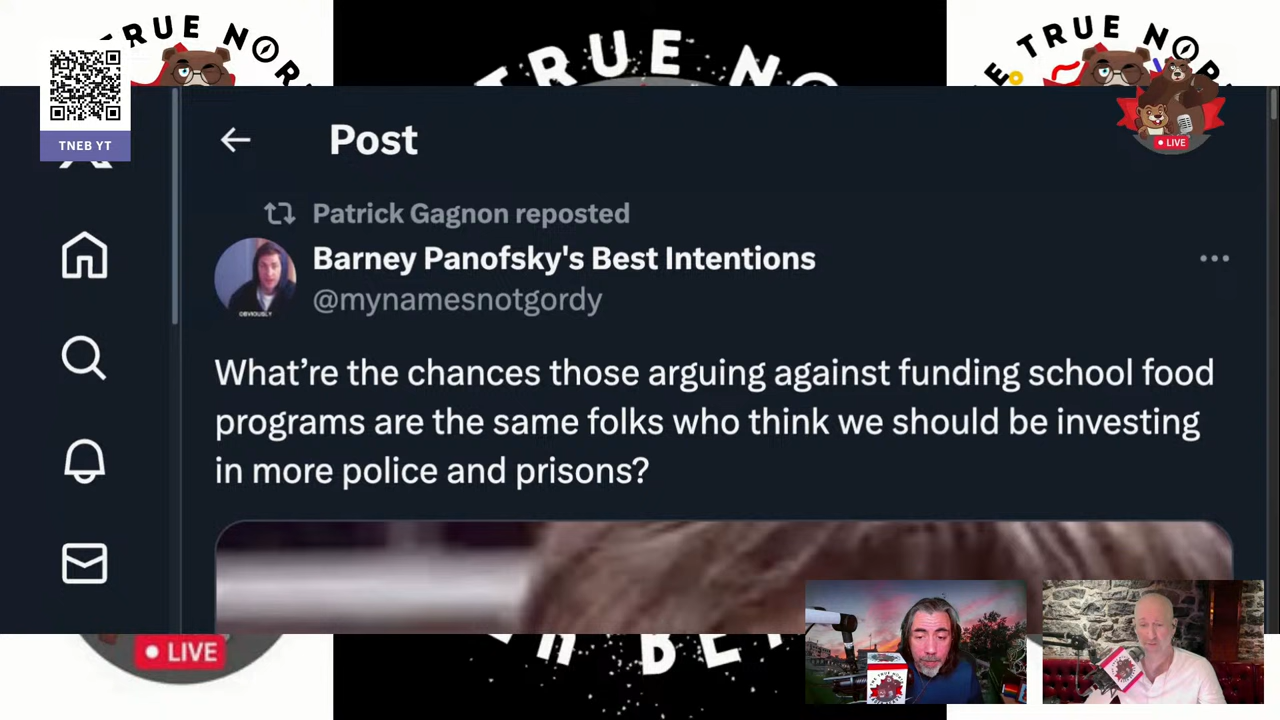 TRUE NOR
TRUE NO
E TRUE NO R
TNEB YT
LIVE
Post
Patrick Gagnon reposted
Barney Panofsky's Best Intentions
@mynamesnotgordy
OBVIOUSLY
What’re the chances those arguing against funding school food
programs are the same folks who think we should be investing
in more police and prisons?
LIVE